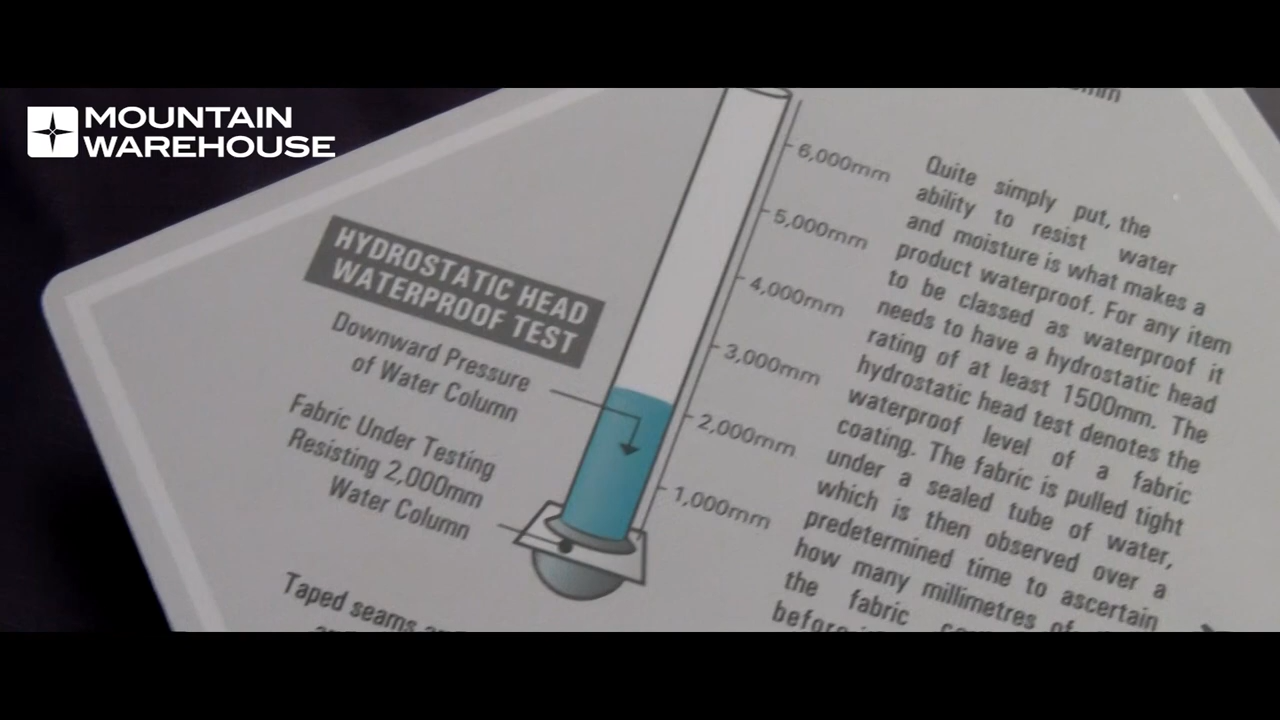 MOUNTAIN
WAREHOUSE
HYDROSTATIC HEAD
WATERPROOF TEST
Downward Pressure
of Water Column
Fabric Under Testing
Resisting 2,000mm
Water Column
Taped seams
6,000mm
5,000mm
4,000mm
3,000mm
2,000mm
1,000mm
Quite simply put, the
ability to resist water
and moisture is what makes a
product waterproof. For any item
to be classed as waterproof it
needs to have a hydrostatic head
rating of at least 1500mm. The
hydrostatic head test denotes the
waterproof level of a fabric
coating. The fabric is pulled tight
under a sealed tube of water,
which is then observed over a
predetermined time to ascertain
how many millimetres of
the fabric
before